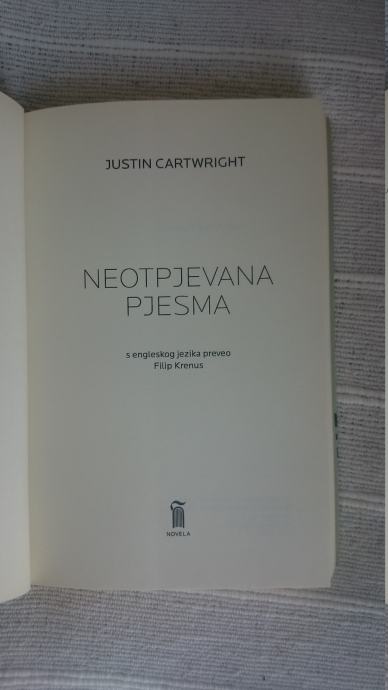 JUSTIN CARTWRIGHT
NEOTPJEVANA
PJESMA
s engleskog jezika preveo
Filip Krenus
NOVELA